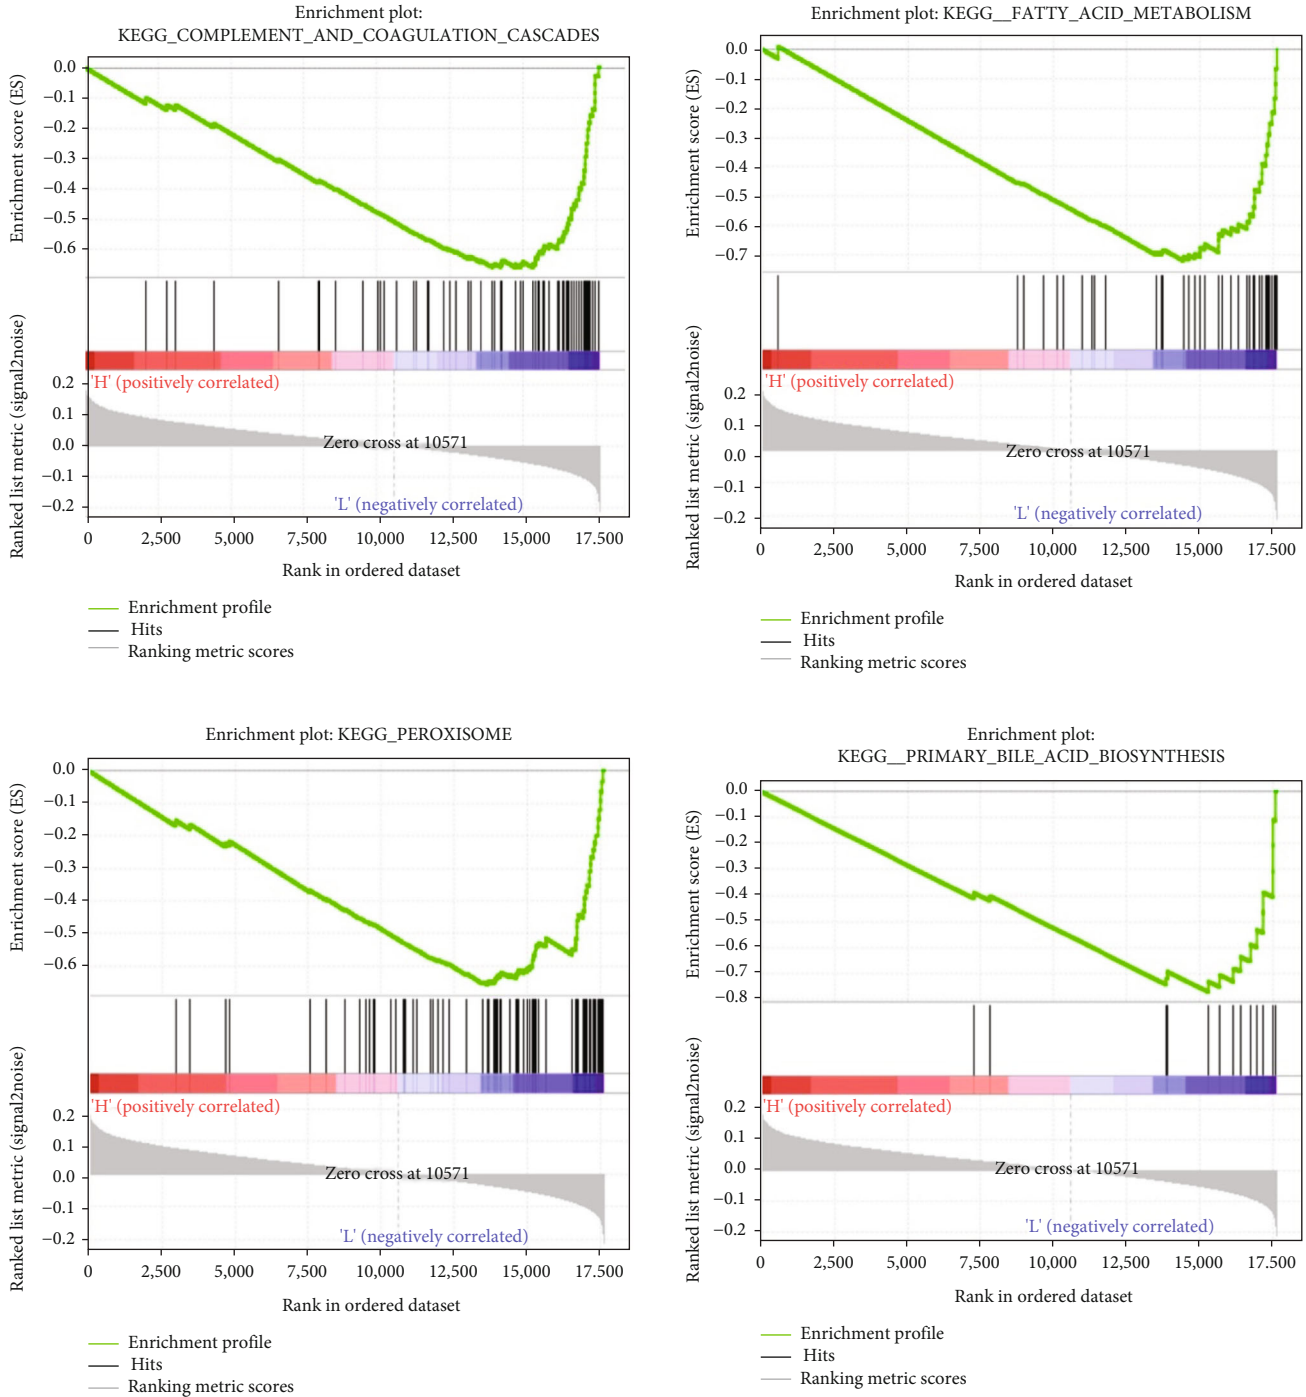 Enrichment plot:
KEGG_COMPLEMENT_AND_COAGULATION_CASCADES
Enrichment score (ES)
0.0
−0.1
−0.2
−0.3
−0.4
−0.5
−0.6
Ranked list metric (signal2noise)
'H' (positively correlated)
0.2
0.1
0.0
−0.1
−0.2
Zero cross at 10571
'L' (negatively correlated)
0 2,500 5,000 7,500 10,000 12,500 15,000 17.500
Rank in ordered dataset
Enrichment profile
Hits
Ranking metric scores
Enrichment plot: KEGG__FATTY_ACID_METABOLISM
Enrichment score (ES)
0.0
−0.1
−0.2
−0.3
−0.4
−0.5
−0.6
−0.7
Ranked list metric (signal2noise)
'H' (positively correlated)
0.2
0.1
0.0
−0.1
−0.2
Zero cross at 10571
'L' (negatively correlated)
0 2,500 5,000 7,500 10,000 12,500 15,000 17.500
Rank in ordered dataset
Enrichment profile
Hits
Ranking metric scores
Enrichment plot: KEGG_PEROXISOME
Enrichment score (ES)
0.0
−0.1
−0.2
−0.3
−0.4
−0.5
−0.6
Ranked list metric (signal2noise)
'H' (positively correlated)
0.2
0.1
0.0
−0.1
−0.2
Zero cross at 10571
'L' (negatively correlated)
0 2,500 5,000 7,500 10,000 12,500 15,000 17.500
Rank in ordered dataset
Enrichment profile
Hits
Ranking metric scores
Enrichment plot:
KEGG__PRIMARY_BILE_ACID_BIOSYNTHESIS
Enrichment score (ES)
0.0
−0.1
−0.2
−0.3
−0.4
−0.5
−0.6
−0.7
−0.8
Ranked list metric (signal2noise)
'H' (positively correlated)
0.2
0.1
0.0
−0.1
−0.2
Zero cross at 10571
'L' (negatively correlated)
0 2,500 5,000 7,500 10,000 12,500 15,000 17.500
Rank in ordered dataset
Enrichment profile
Hits
Ranking metric scores